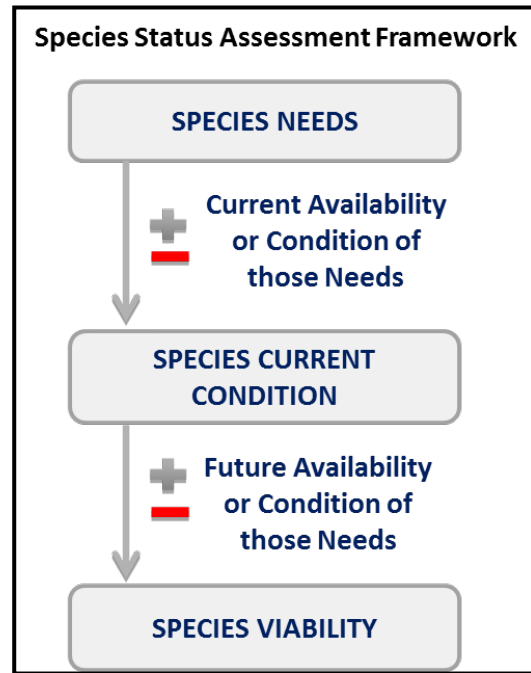 Species Status Assessment Framework
SPECIES NEEDS
Current Availability
or Condition of
those Needs
SPECIES CURRENT
CONDITION
Future Availability
or Condition of
those Needs
SPECIES VIABILITY